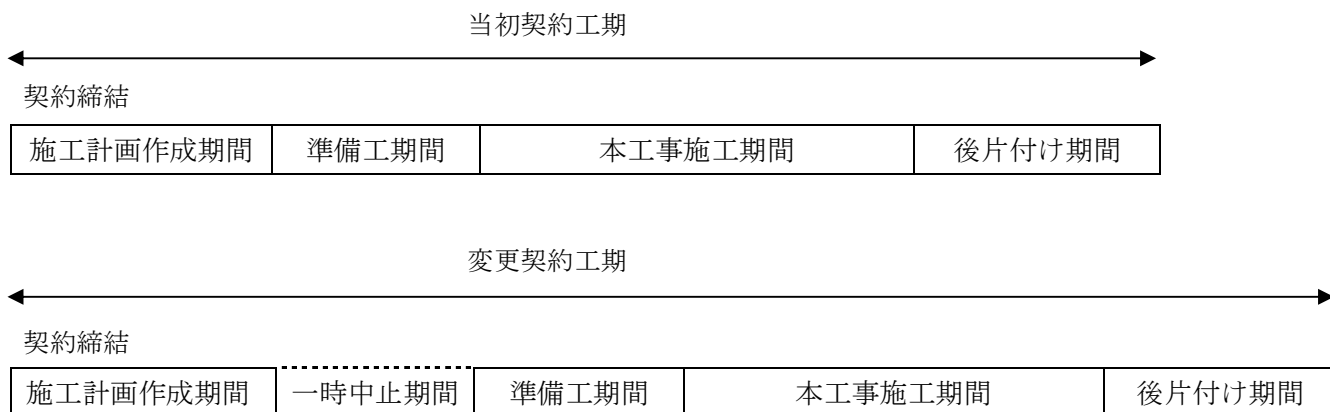 当初契約工期
契約締結
施工計画作成期間 準備工期間 本工事施工期間 後片付け期間
変更契約工期
契約締結
施工計画作成期間 一時中止期間 準備工期間 本工事施工期間 後片付け期間